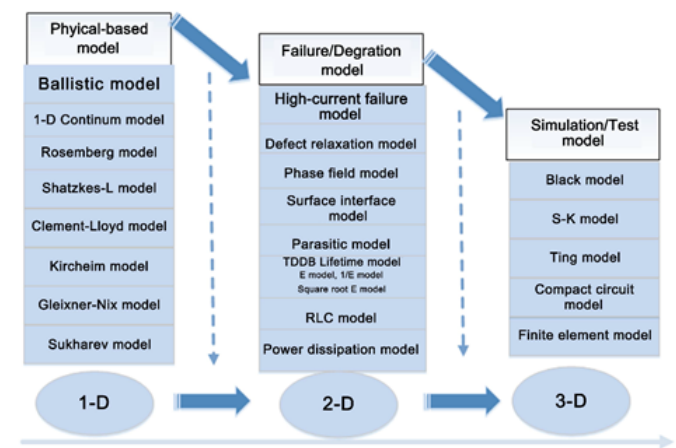 Phyical-based
model
Ballistic model
1-D Continum model
Rosemberg model
Shatzkes-L model
Clement-Lloyd model
Kircheim model
Gleixner-Nix model
Sukharev model
1-D
Failure/Degration
model
High-current failure
model
Defect relaxation model
Phase field model
Surface interface
model
Parasitic model
TDDB Lifetime model
E model, 1/E model
Square root E model
RLC model
Power dissipation model
2-D
Simulation/Test
model
Black model
S-K model
Ting model
Compact circuit
model
Finite element model
3-D